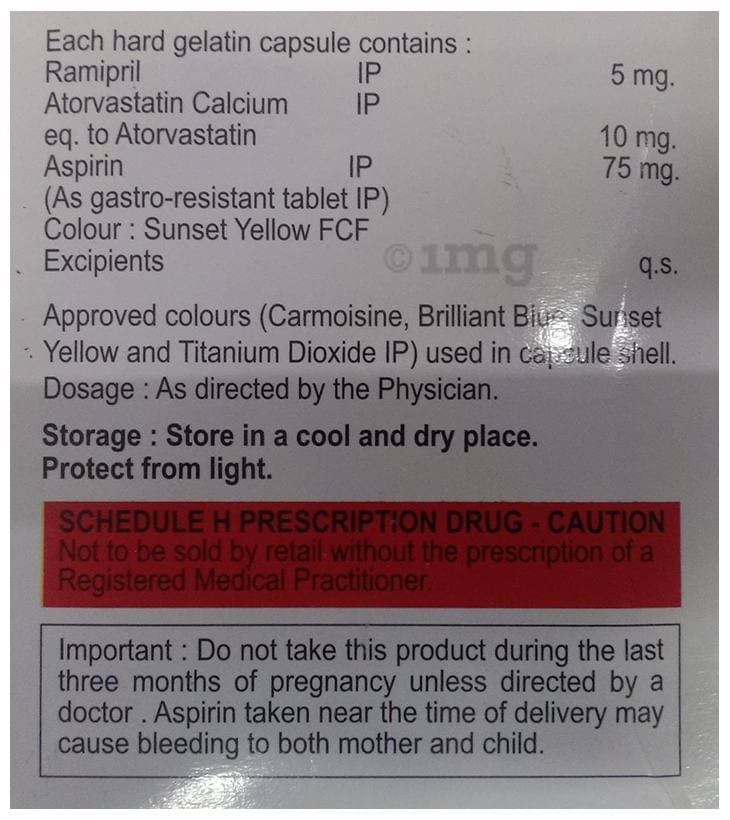 Each hard gelatin capsule contains :
Ramipril IP 5 mg.
Atorvastatin Calcium IP
eq. to Atorvastatin 10 mg.
Aspirin IP 75 mg.
(As gastro-resistant tablet IP)
Colour : Sunset Yellow FCF
©1mg
Excipients q.s.
Approved colours (Carmoisine, Brilliant Blue, Sunset
Yellow and Titanium Dioxide IP) used in capsule shell.
Dosage : As directed by the Physician.
Storage : Store in a cool and dry place.
Protect from light.
SCHEDULE H PRESCRIPTION DRUG - CAUTION
Not to be sold by retail without the prescription of a
Registered Medical Practitioner.
Important : Do not take this product during the last
three months of pregnancy unless directed by a
doctor . Aspirin taken near the time of delivery may
cause bleeding to both mother and child.